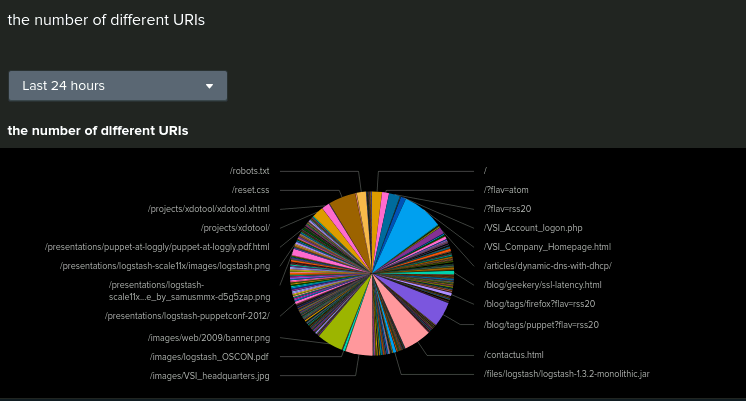 the number of different URIs
Last 24 hours
the number of different URIs
/robots.txt
/reset.css
/projects/xdotool/xdotool.xhtml
/projects/xdotool/
/presentations/puppet-at-loggly/puppet-at-loggly.pdf.html
/presentations/logstash-scale11x/images/logstash.png
/presentations/logstash-
scale11x...e_by_samusmmx-d5g5zap.png
/presentations/logstash-puppetconf-2012/
/images/web/2009/banner.png
/images/logstash_OSCON.pdf
/images/VSI_headquarters.jpg
/
/?flav=atom
/?flav=rss20
/VSI_Account_logon.php
/VSI_Company_Homepage.html
/articles/dynamic-dns-with-dhcp/
/blog/geekery/ssl-latency.html
/blog/tags/firefox?flav=rss20
/blog/tags/puppet?flav=rss20
/contactus.html
/files/logstash/logstash-1.3.2-monolithic.jar